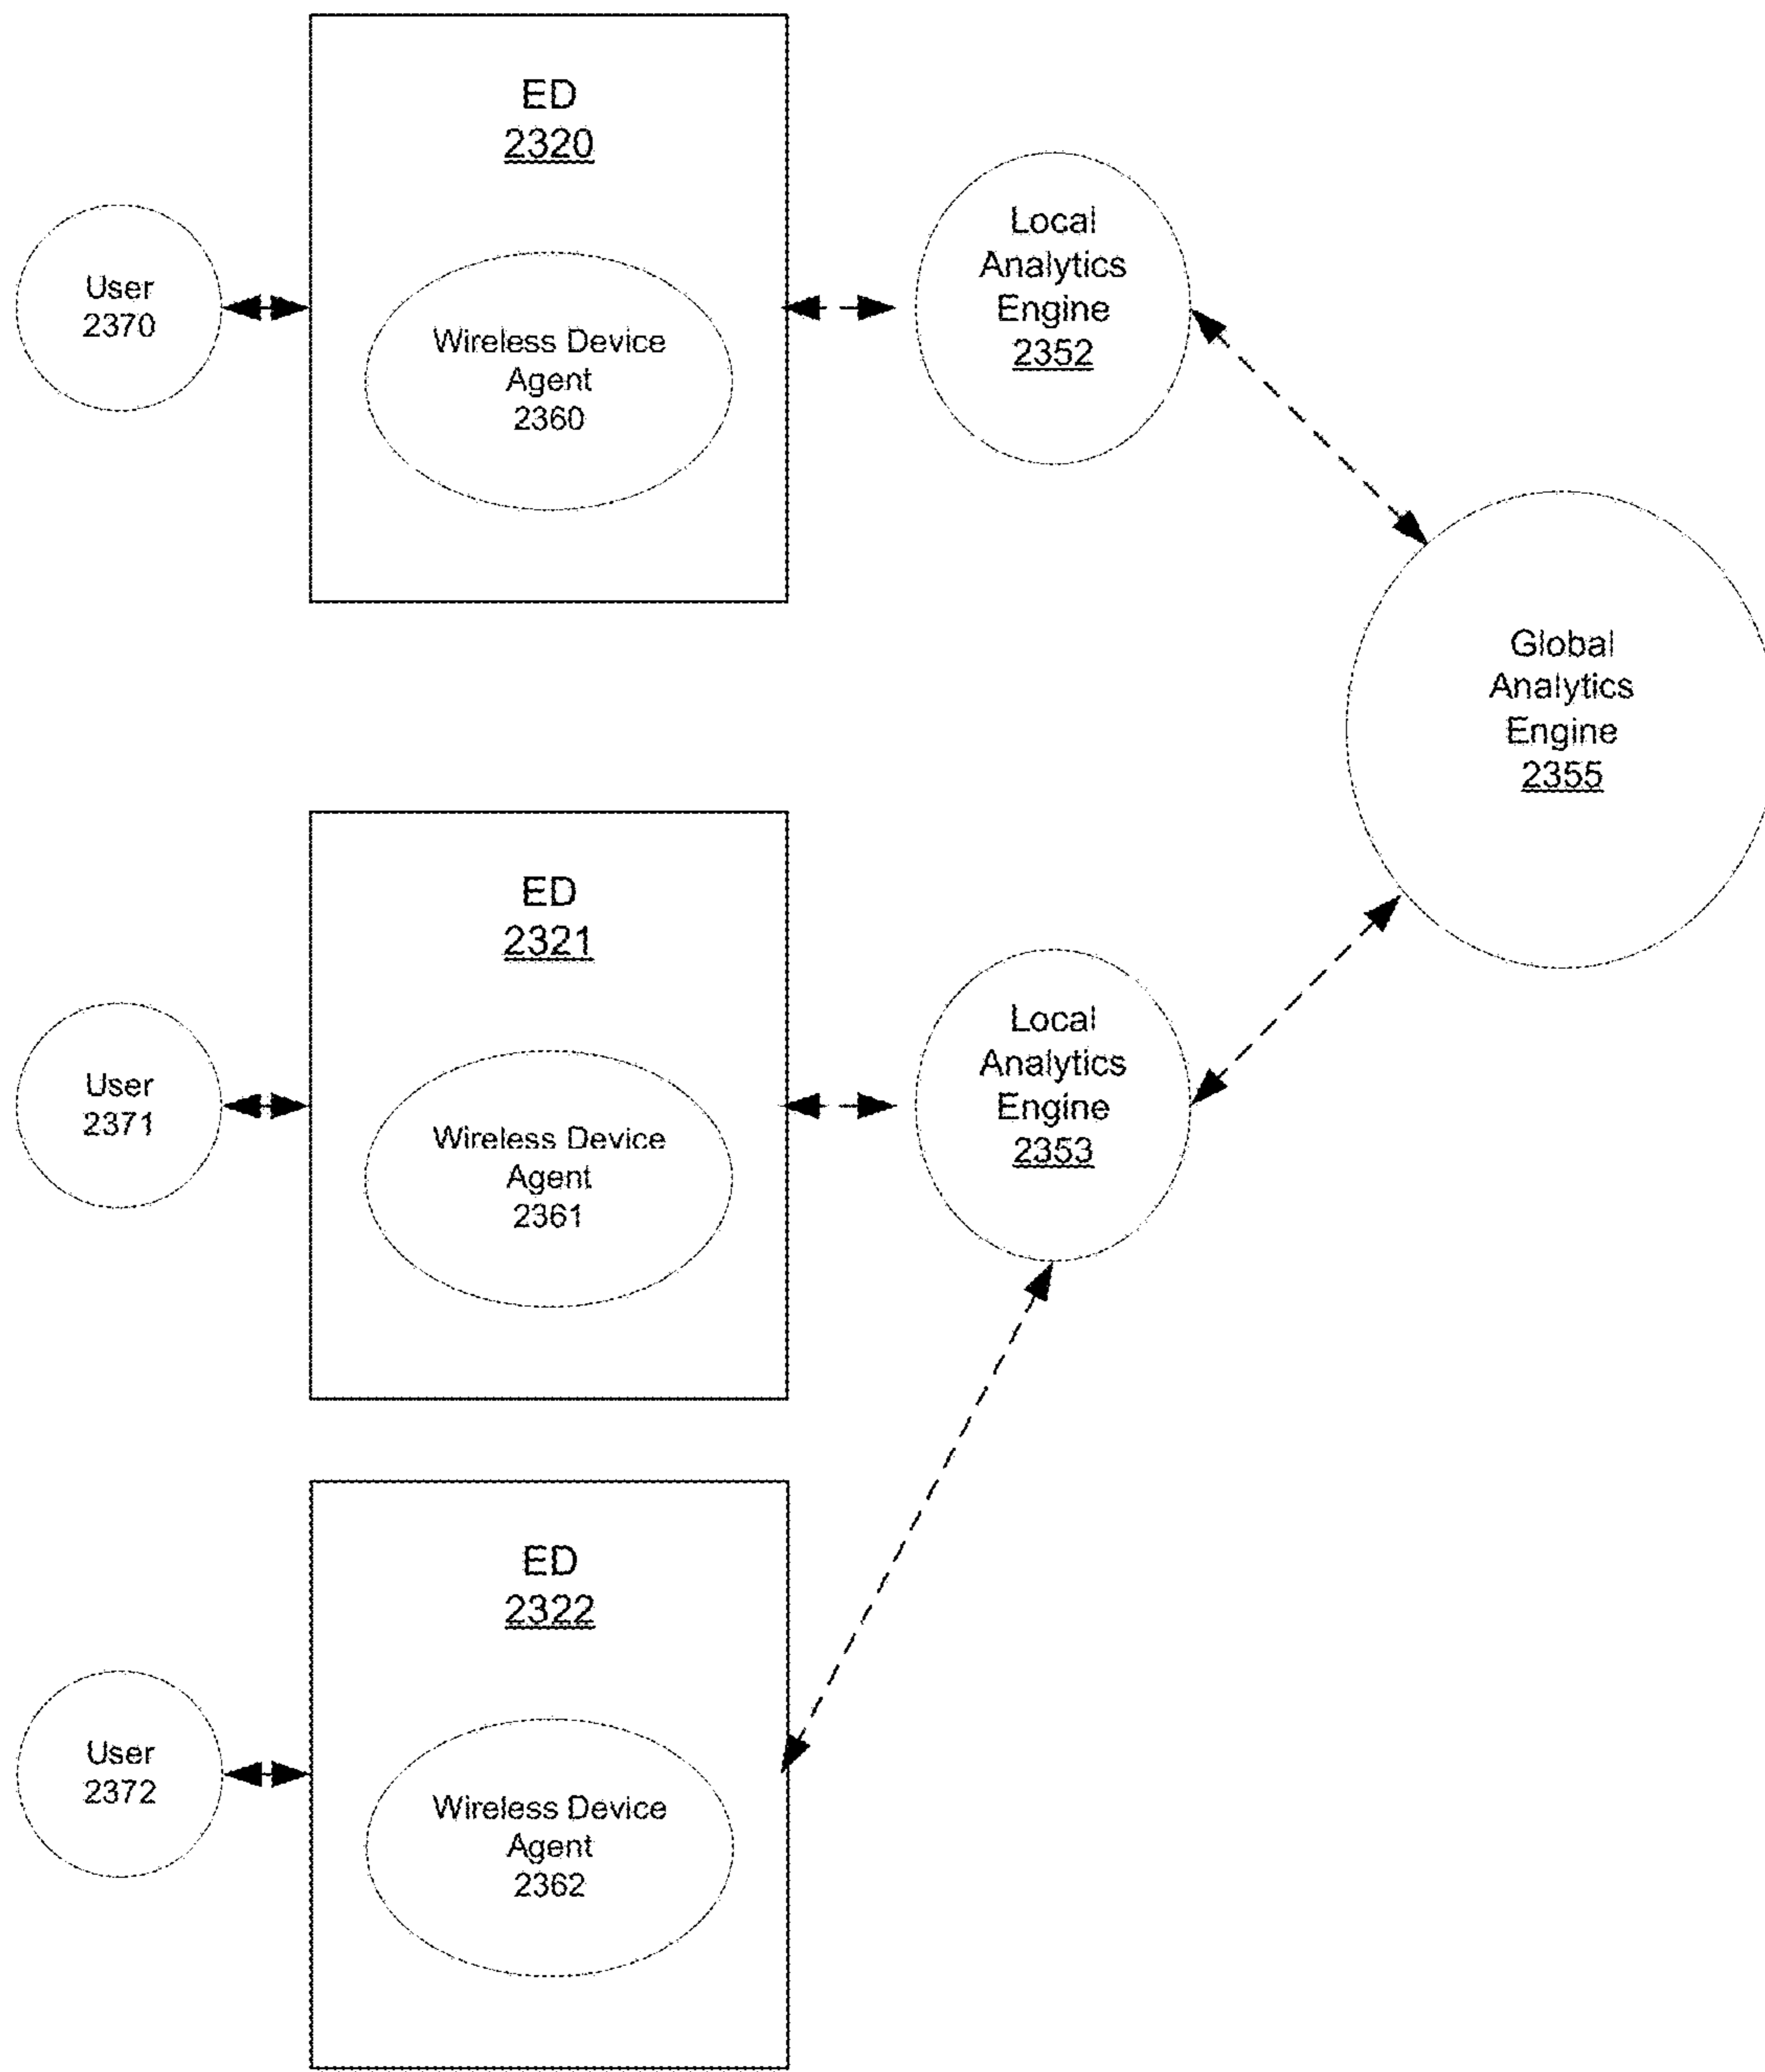 ED
2320
User
2370
Wireless Device
Agent
2360
Local
Analytics
Engine
2352
Global
Analytics
Engine
2355
ED
2321
User
2371
Wireless Device
Agent
2361
Local
Analytics
Engine
2353
ED
2322
User
2372
Wireless Device
Agent
2362